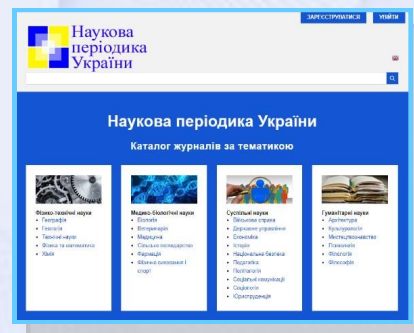 ЗАРЕЄСТРУВАТИСЯ УВІЙТИ
Наукова
періодика
України
Наукова періодика України
Каталог журналів за тематикою
Фізико-технічні науки
Географія
Геологія
Технічні науки
Фізика та математика
Хімія
Медико-біологічні науки
Біологія
Ветеринарія
Медицина
Сільське господарство
Фармація
Фізичне виховання і
спорт
Суспільні науки
Військова справа
Державне управління
Економіка
Історія
Національна безпека
Педагогіка
Політологія
Соціальні комунікації
Соціологія
Юриспруденція
Гуманітарні науки
Архітектура
Культурологія
Мистецтвознавство
Психологія
Філологія
Філософія